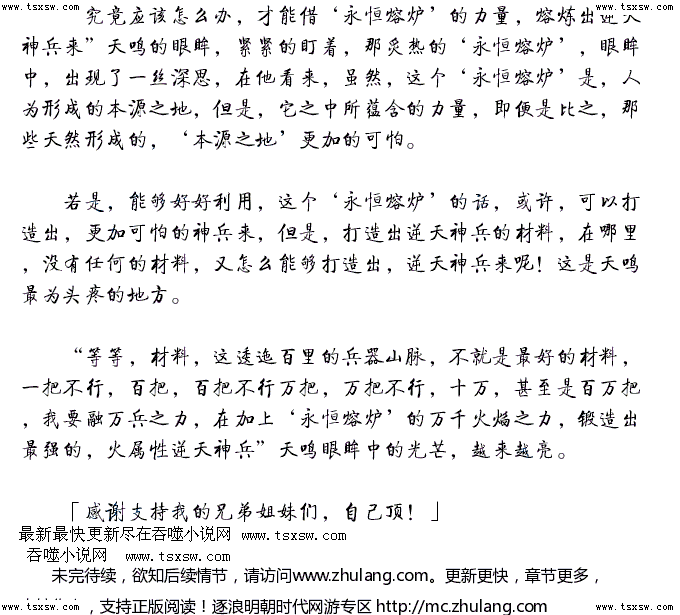 www.tsxsw.com www.tsxsw.com
究竟应该怎么办，才能借‘永恒熔炉’的力量，熔炼出逆天
神兵来”天鸣的眼眸，紧紧的盯着，那炙热的‘永恒熔炉’，眼眸
中，出现了一丝深思，在他看来，虽然，这个‘永恒熔炉’是，人
为形成的本源之地，但是，它之中所蕴含的力量，即便是比之，那
些天然形成的，‘本源之地’更加的可怕。
若是，能够好好利用，这个‘永恒熔炉’的话，或许，可以打
造出，更加可怕的神兵来，但是，打造出逆天神兵的材料，在哪里
，没有任何的材料，又怎么能够打造出，逆天神兵来呢！这是天鸣
最为头疼的地方。
“等等，材料，这逶迤百里的兵器山脉，不就是最好的材料，
一把不行，百把，百把不行万把，万把不行，十万，甚至是百万把
，我要融万兵之力，在加上‘永恒熔炉’的万千火焰之力，锻造出
最强的，火属性逆天神兵”天鸣眼眸中的光芒，越来越亮。
「感谢支持我的兄弟姐妹们，自己顶！」
最新最快更新尽在吞噬小说网 www.tsxsw.com
吞噬小说网 www.tsxsw.com
未完待续，欲知后续情节，请访问www.zhulang.com。更新更快，章节更多，
，支持正版阅读！逐浪明朝时代网游专区 http://mc.zhulang.com
www.tsxsw.com www.tsxsw.com